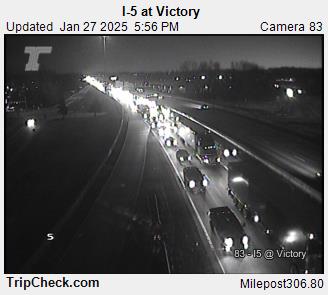 I-5 at Victory
Updated Jan 27 2025 5:56 PM Camera 83
T
S
83 - I5 @ Victory
TripCheck.com Milepost306.80